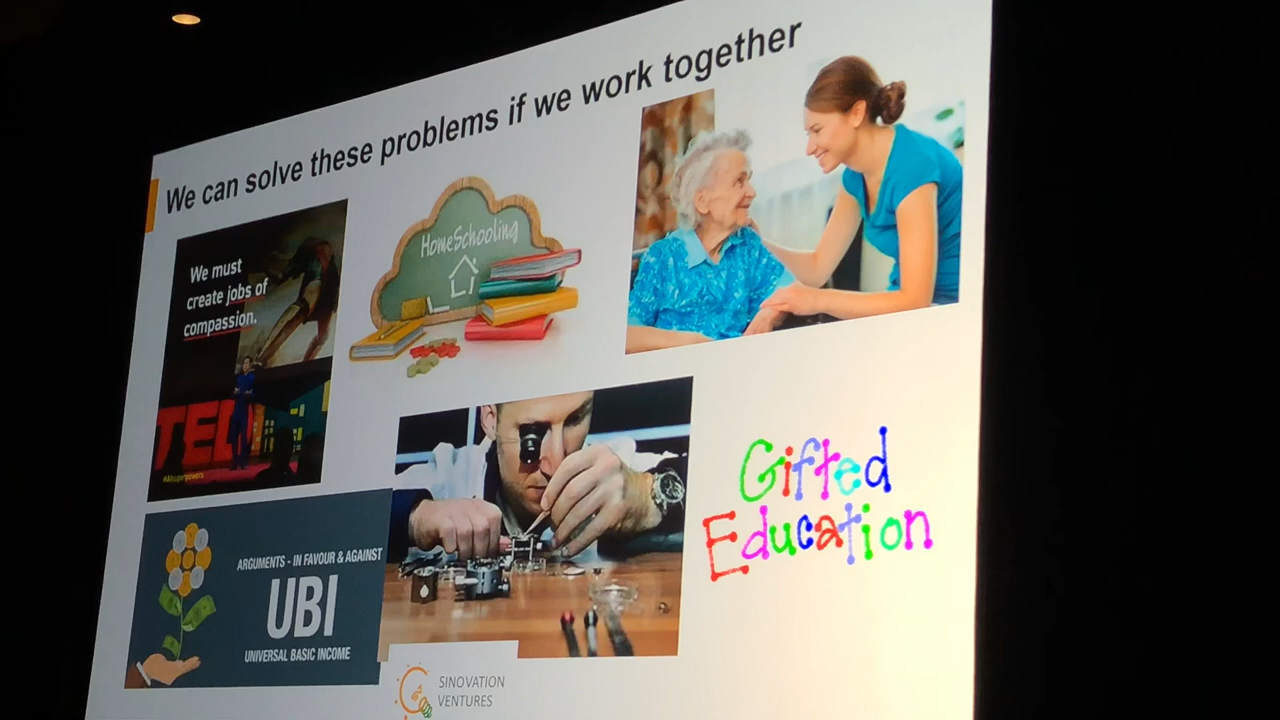 We can solve these problems if we work together
We must
create jobs of
compassion.
TED
#AIsuperpowers
HomeSchooling
ARGUMENTS - IN FAVOUR & AGAINST
UBI
UNIVERSAL BASIC INCOME
Gifted
Education
SINOVATION
VENTURES